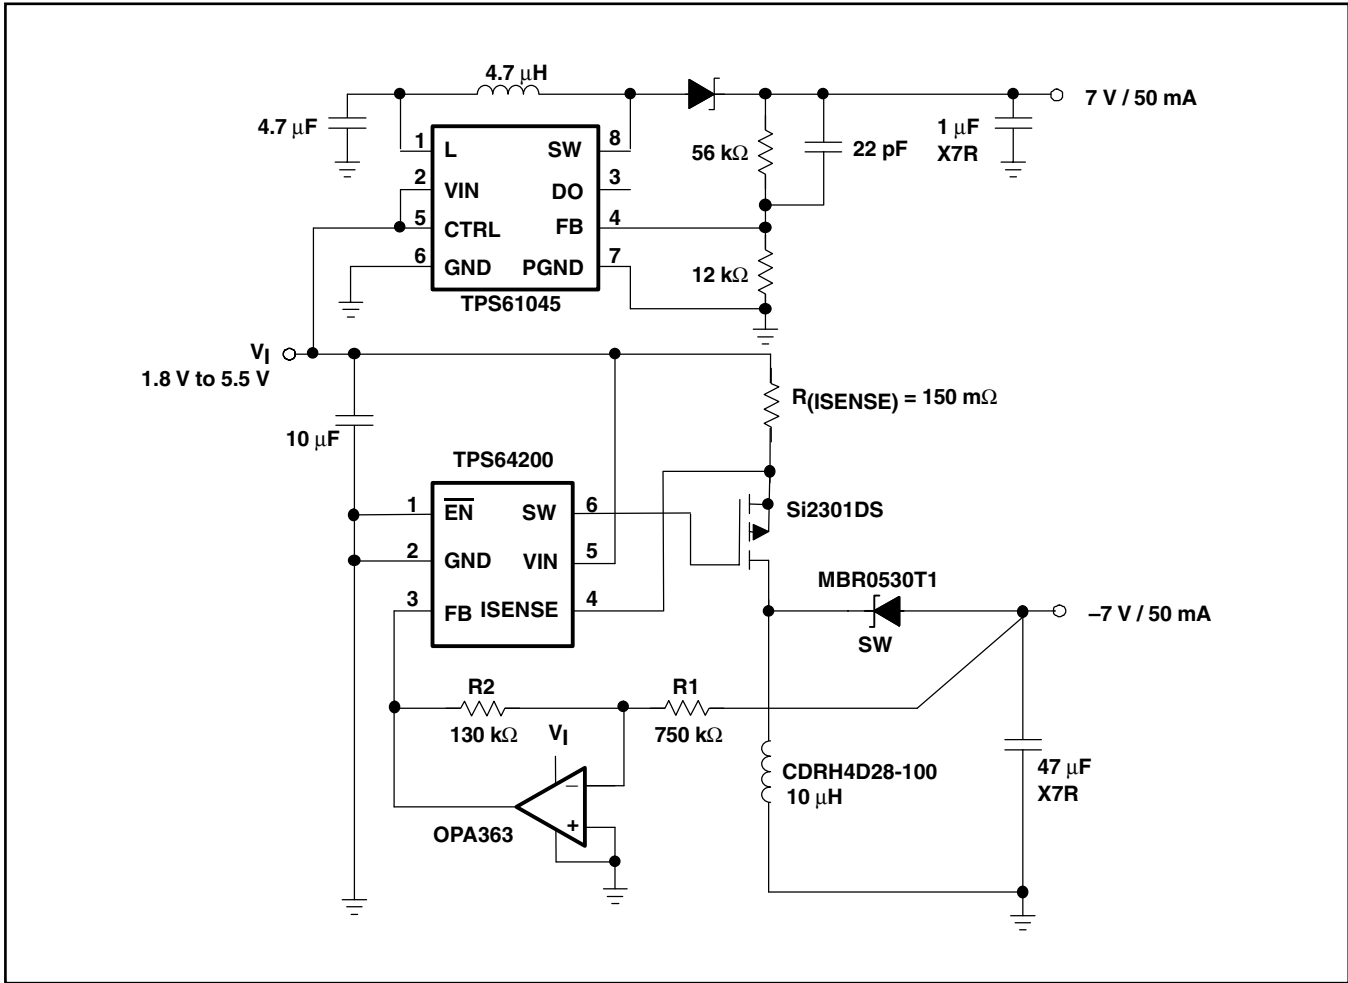 4.7 μH
7 V / 50 mA
4.7 μF
1 μF
X7R
56 kΩ
22 pF
1 L SW 8
2 VIN DO 3
5 CTRL FB 4
6 GND PGND 7
TPS61045
12 kΩ
VI
1.8 V to 5.5 V
R(ISENSE) = 150 mΩ
10 μF
TPS64200
1 EN SW 6
2 GND VIN 5
3 FB ISENSE 4
Si2301DS
MBR0530T1
SW
–7 V / 50 mA
R2
130 kΩ
R1
750 kΩ
VI
–
+
OPA363
CDRH4D28-100
10 μH
47 μF
X7R